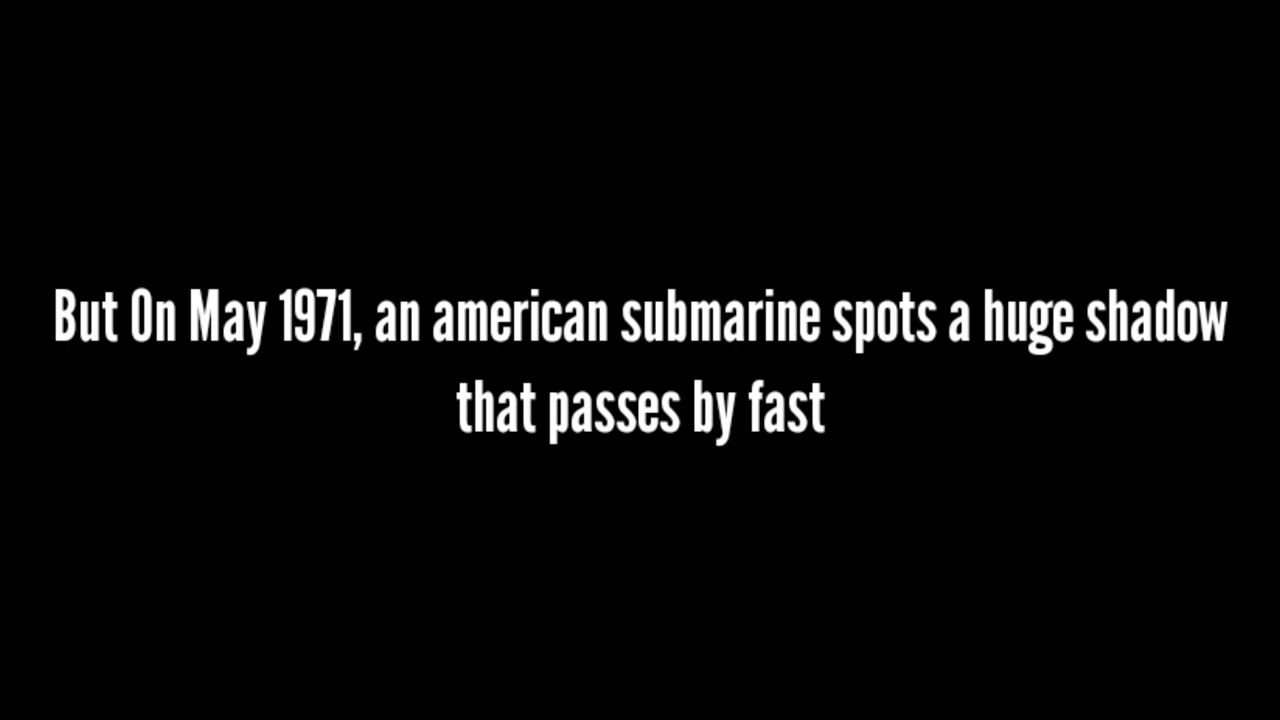 But On May 1971, an american submarine spots a huge shadow
that passes by fast